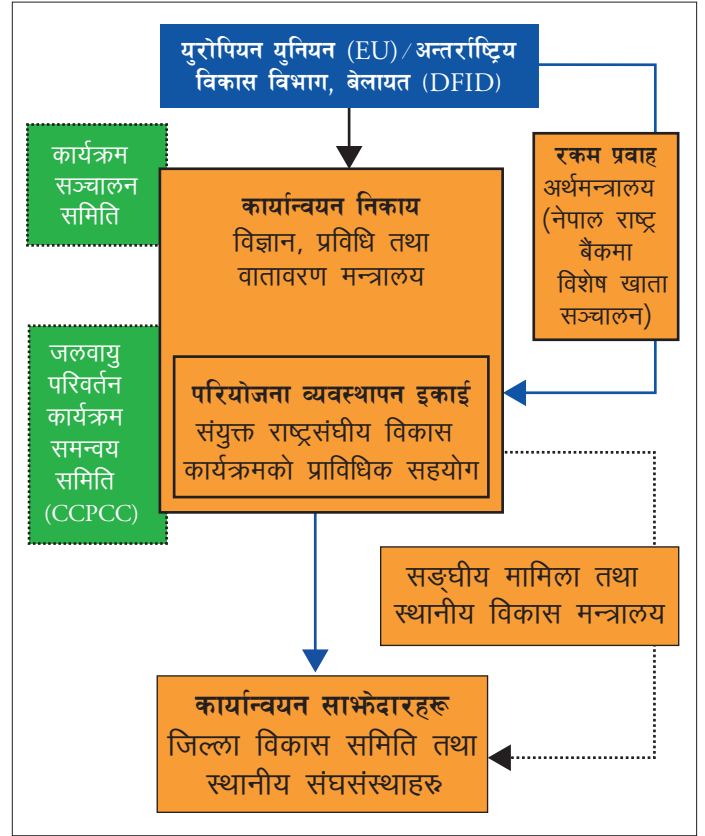 युरोपियन युनियन (EU)/अन्तर्राष्ट्रिय
विकास विभाग, बेलायत (DFID)
कार्यक्रम
सञ्चालन
समिति
रकम प्रवाह
अर्थमन्त्रालय
(नेपाल राष्ट्र
बैंकमा
विशेष खाता
सञ्चालन)
कार्यान्वयन निकाय
विज्ञान, प्रविधि तथा
वातावरण मन्त्रालय
जलवायु
परिवर्तन
कार्यक्रम
समन्वय
समिति
(CCPCC)
परियोजना व्यवस्थापन इकाई
संयुक्त राष्ट्रसंघीय विकास
कार्यक्रमको प्राविधिक सहयोग
सङ्घीय मामिला तथा
स्थानीय विकास मन्त्रालय
कार्यान्वयन साझेदारहरू
जिल्ला विकास समिति तथा
स्थानीय संघसंस्थाहरु